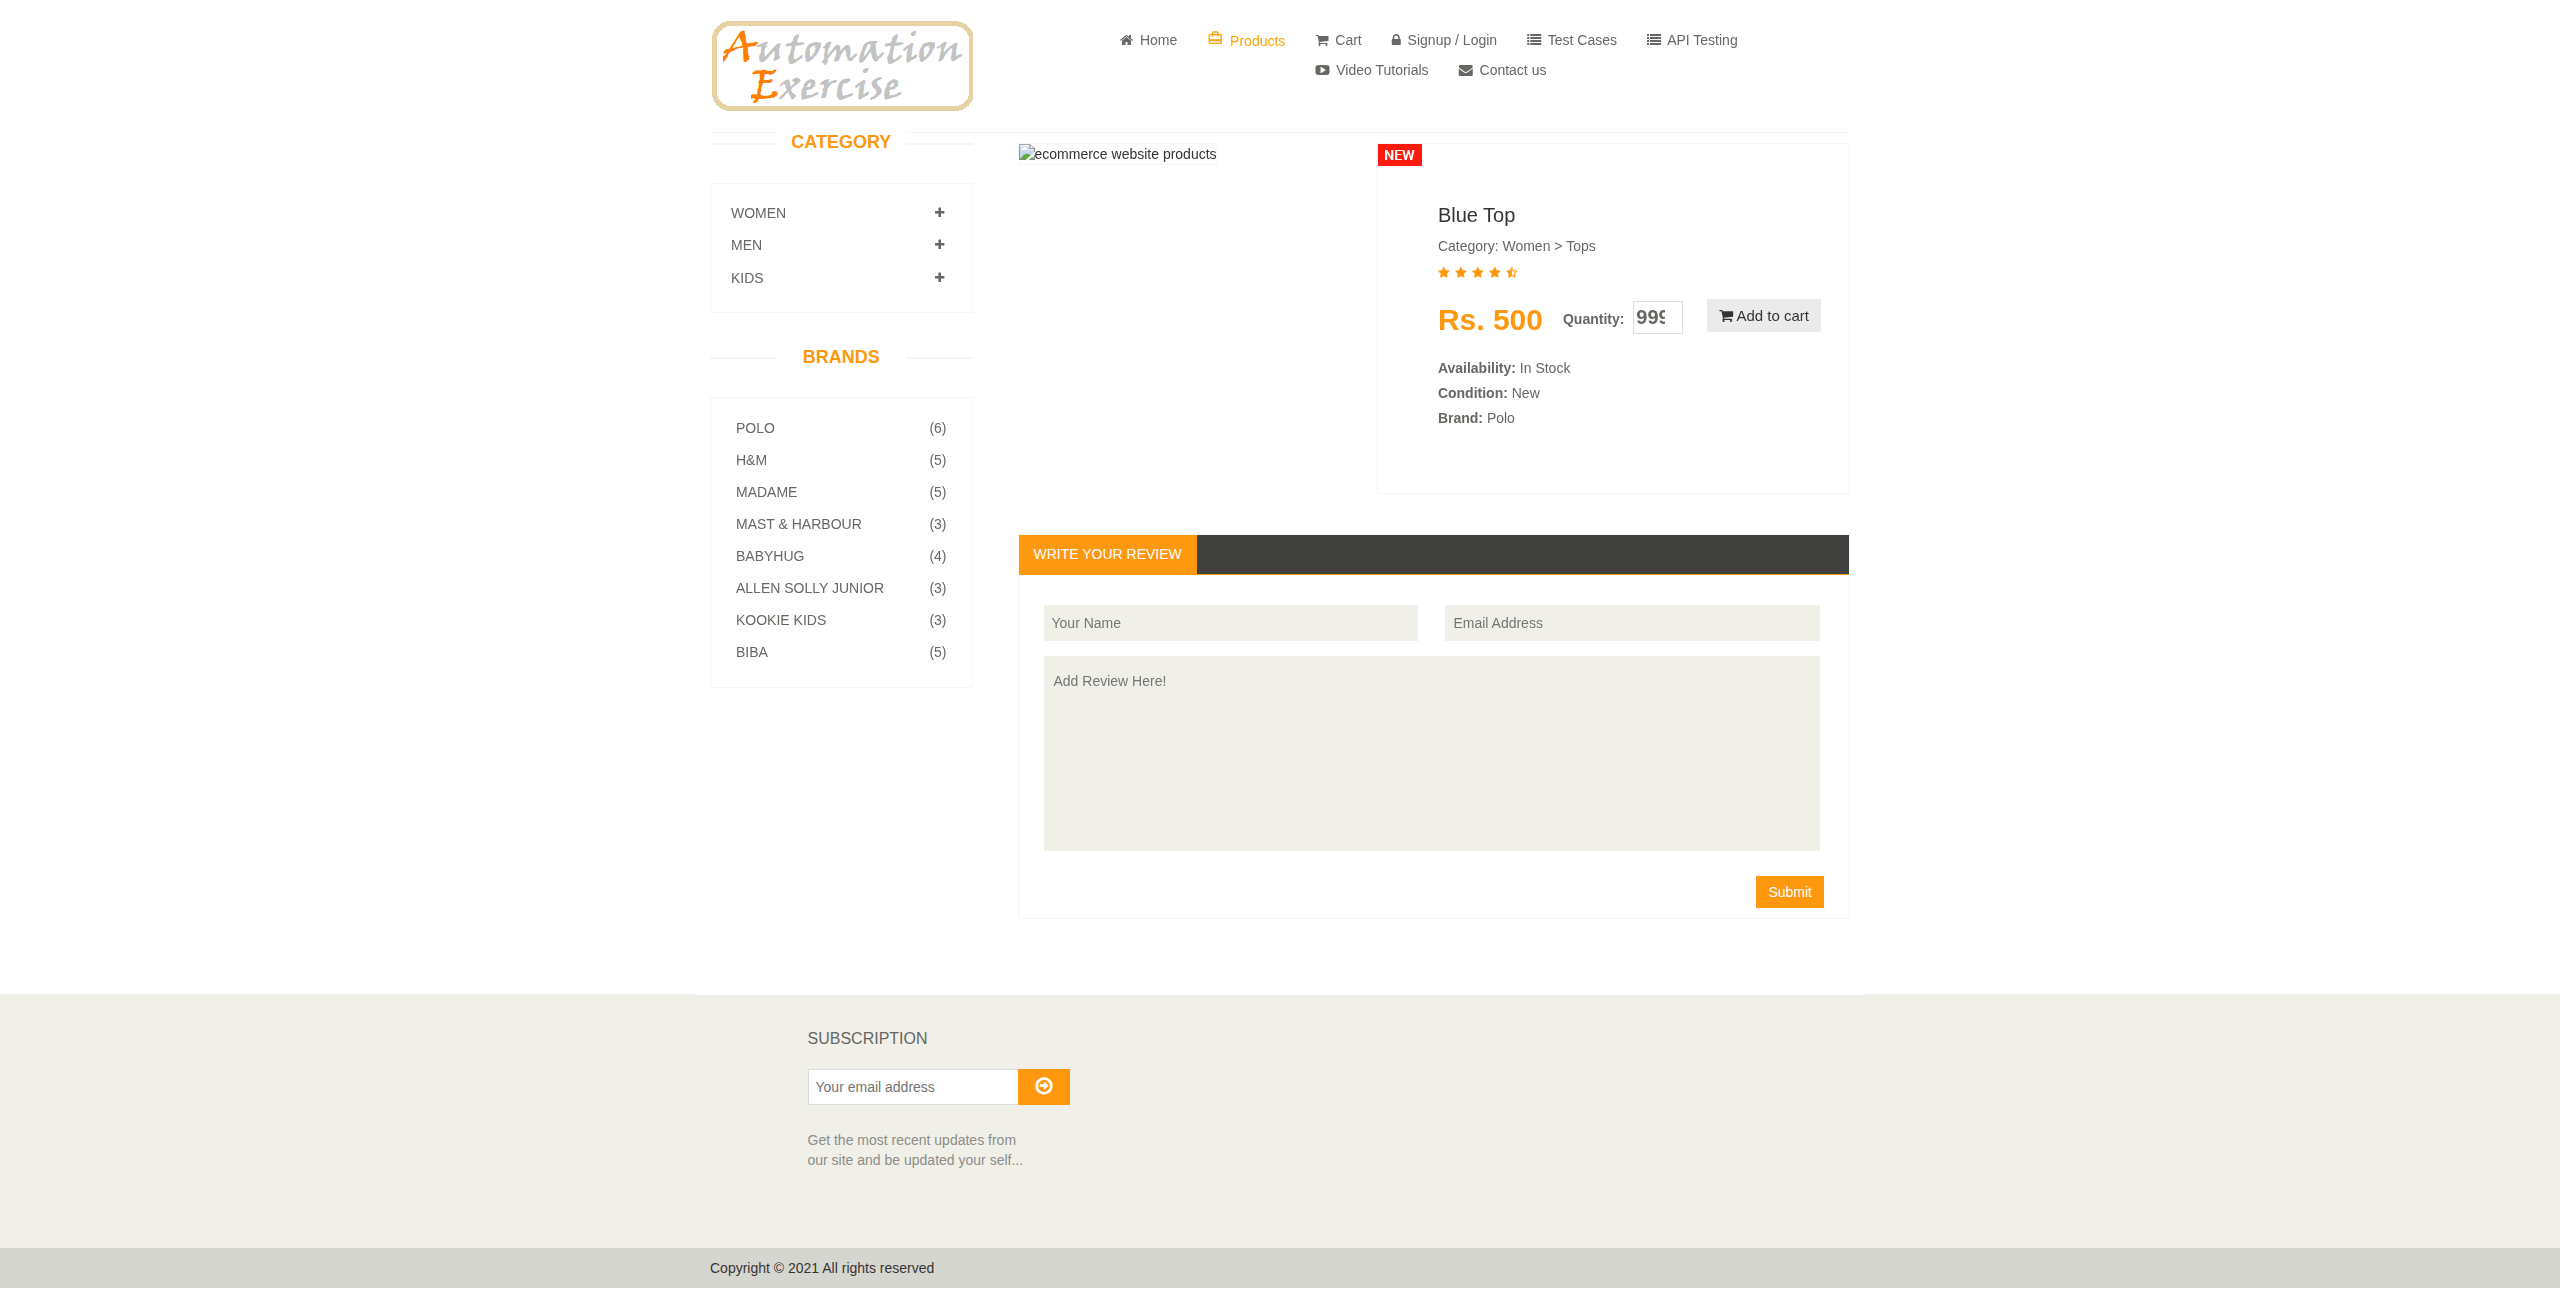 Automation
Exercise
Home
Products
Cart
Signup / Login
Test Cases
API Testing
Video Tutorials
Contact us
CATEGORY
WOMEN
MEN
KIDS
BRANDS
POLO (6)
H&M (5)
MADAME (5)
MAST & HARBOUR (3)
BABYHUG (4)
ALLEN SOLLY JUNIOR (3)
KOOKIE KIDS (3)
BIBA (5)
ecommerce website products
NEW
Blue Top
Category: Women > Tops
Rs. 500 Quantity: 999 Add to cart
Availability: In Stock
Condition: New
Brand: Polo
WRITE YOUR REVIEW
Your Name
Email Address
Add Review Here!
Submit
SUBSCRIPTION
Your email address
Get the most recent updates from
our site and be updated your self...
Copyright © 2021 All rights reserved